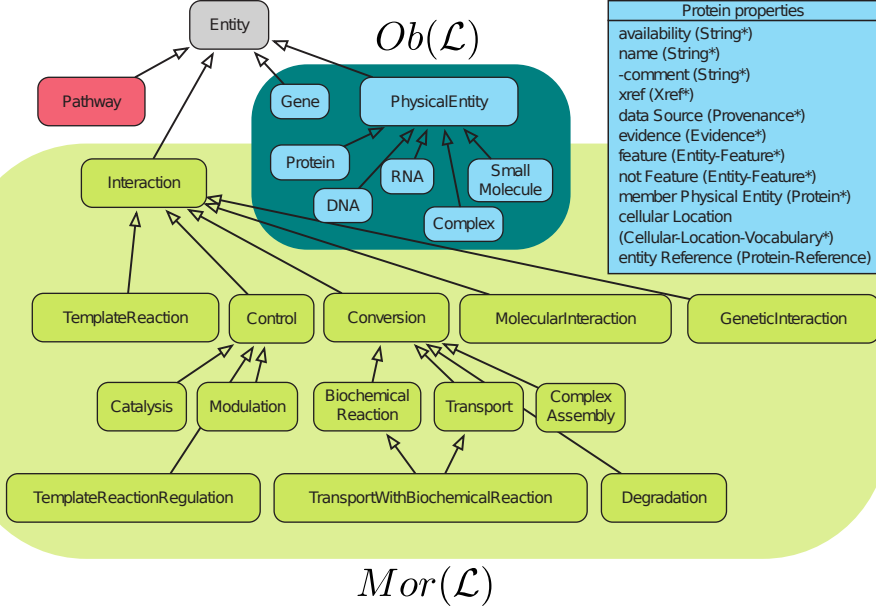 Entity
Ob(ℒ)
Pathway
Gene
PhysicalEntity
Protein
RNA
Small
Molecule
DNA
Complex
Protein properties
availability (String*)
name (String*)
-comment (String*)
xref (Xref*)
data Source (Provenance*)
evidence (Evidence*)
feature (Entity-Feature*)
not Feature (Entity-Feature*)
member Physical Entity (Protein*)
cellular Location
(Cellular-Location-Vocabulary*)
entity Reference (Protein-Reference)
Interaction
TemplateReaction
Control
Conversion
MolecularInteraction
GeneticInteraction
Catalysis
Modulation
Biochemical
Reaction
Transport
Complex
Assembly
TemplateReactionRegulation
TransportWithBiochemicalReaction
Degradation
Mor(ℒ)